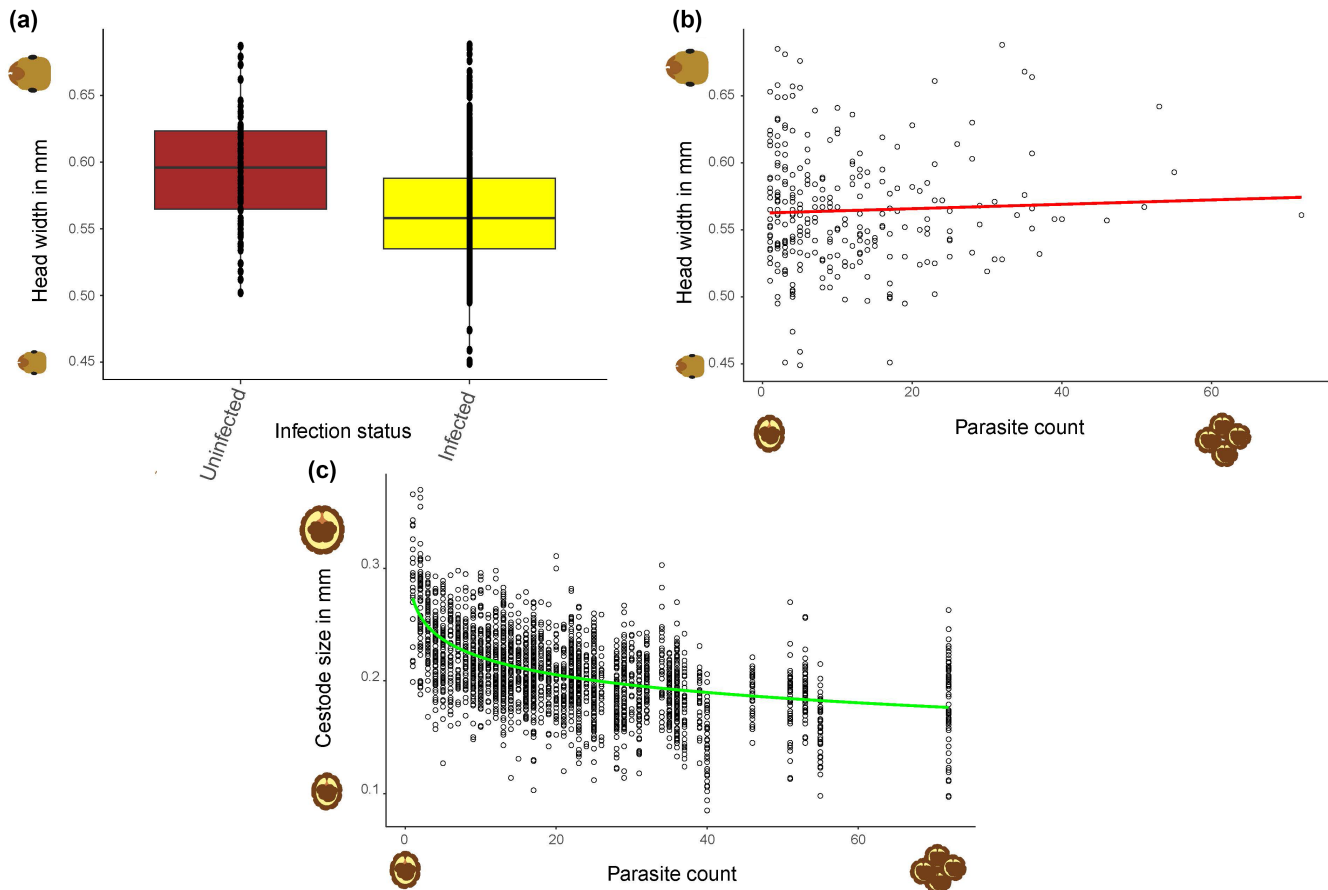 (a)
Head width in mm
0.65
0.60
0.55
0.50
0.45
Uninfected
Infected
Infection status
(b)
Head width in mm
0.65
0.60
0.55
0.50
0.45
0
20
40
60
Parasite count
(c)
Cestode size in mm
0.3
0.2
0.1
0
20
40
60
Parasite count